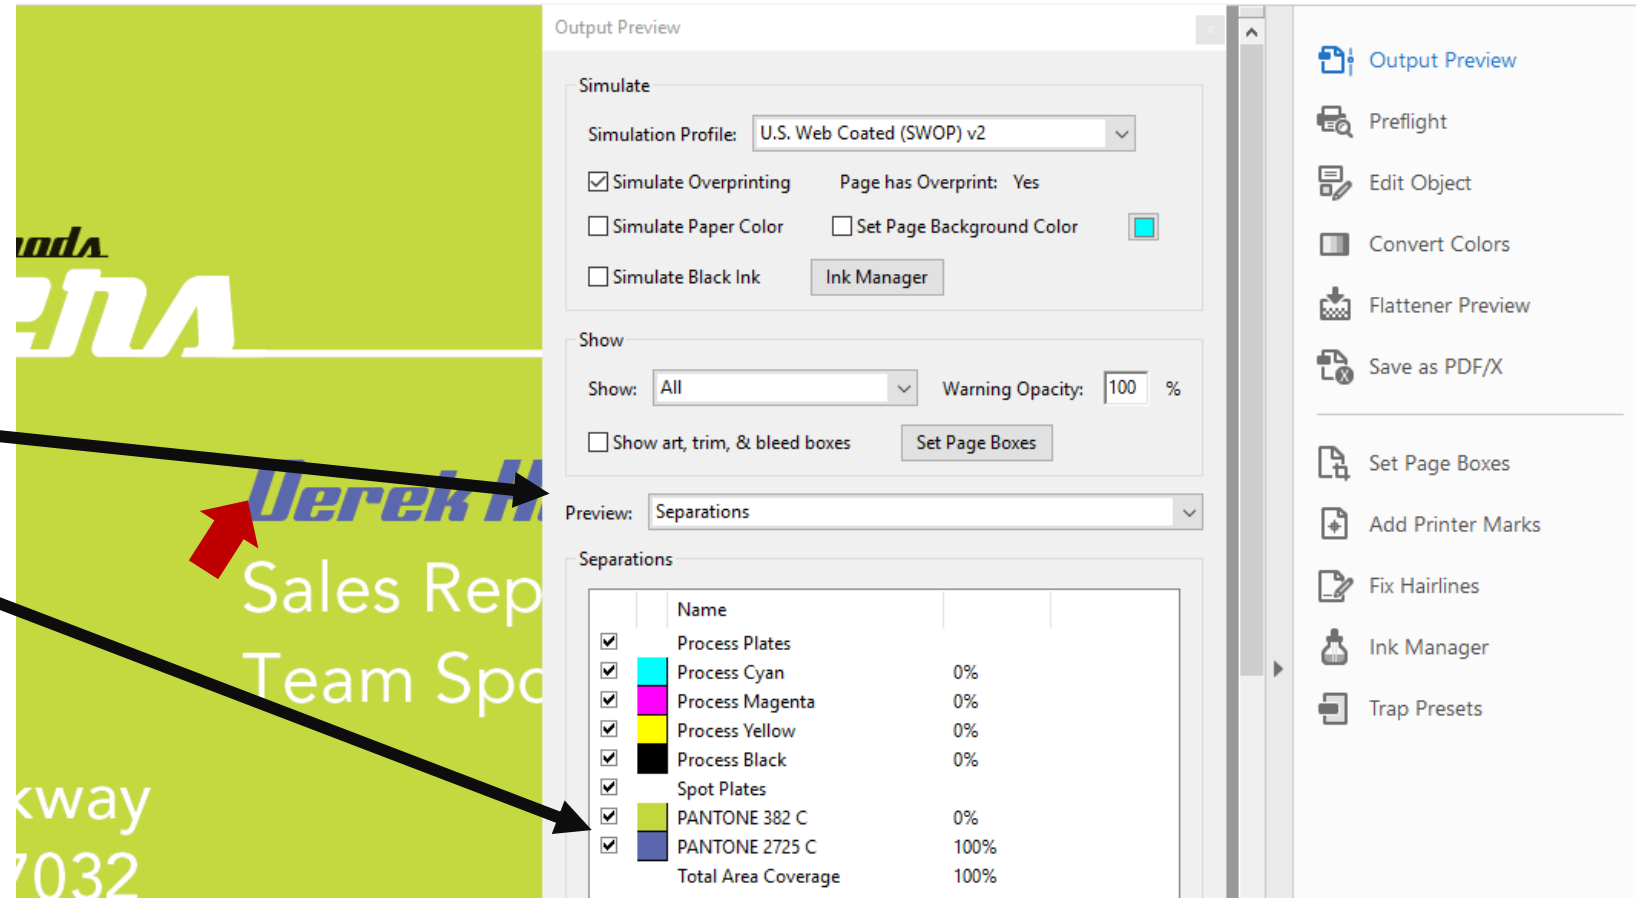 Output Preview
Simulate
Simulation Profile: U.S. Web Coated (SWOP) v2
Simulate Overprinting Page has Overprint: Yes
Simulate Paper Color Set Page Background Color
Simulate Black Ink Ink Manager
Show
Show: All Warning Opacity: 100 %
Show art, trim, & bleed boxes Set Page Boxes
Preview: Separations
Separations
Name
Process Plates
Process Cyan 0%
Process Magenta 0%
Process Yellow 0%
Process Black 0%
Spot Plates
PANTONE 382 C 0%
PANTONE 2725 C 100%
Total Area Coverage 100%
Derek
Sales Rep
Team Spo
kway
7032
Output Preview
Preflight
Edit Object
Convert Colors
Flattener Preview
Save as PDF/X
Set Page Boxes
Add Printer Marks
Fix Hairlines
Ink Manager
Trap Presets